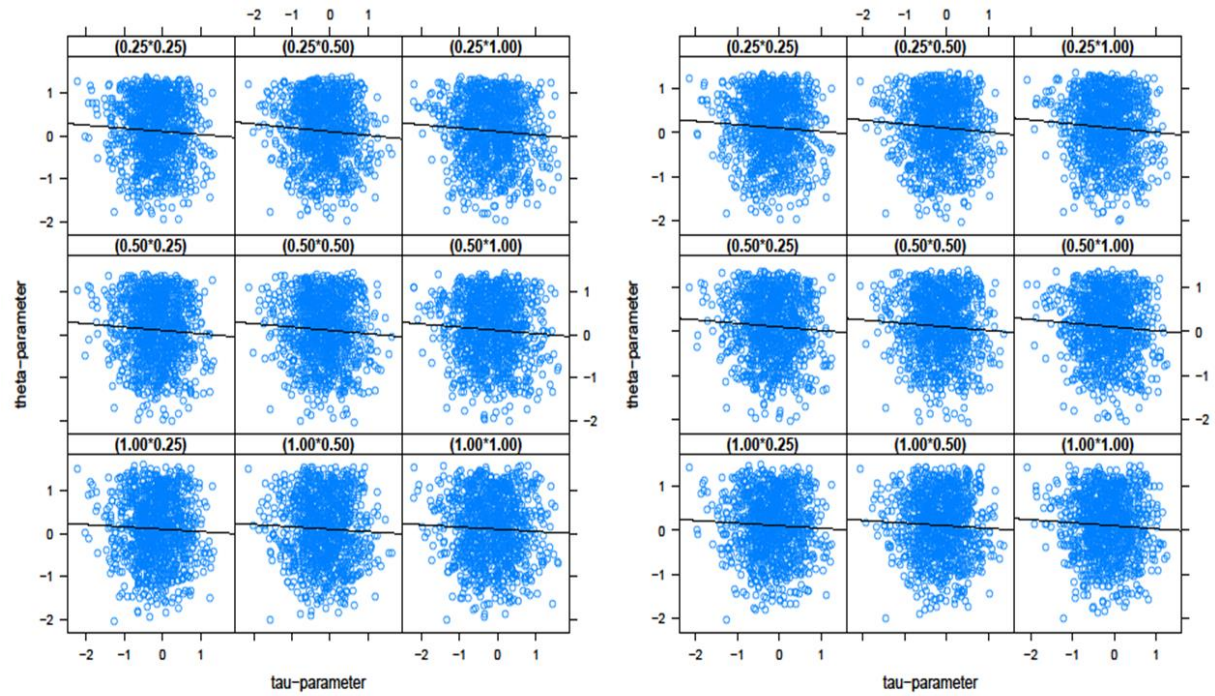 −2 −1 0 1 −2 −1 0 1
(0.25*0.25) (0.25*0.50) (0.25*1.00) (0.25*0.25) (0.25*0.50) (0.25*1.00)
1 1
0 0
−1 −1
−2 −2
(0.50*0.25) (0.50*0.50) (0.50*1.00) (0.50*0.25) (0.50*0.50) (0.50*1.00)
1 1
0 0
−1 −1
−2 −2
theta−parameter theta−parameter
(1.00*0.25) (1.00*0.50) (1.00*1.00) (1.00*0.25) (1.00*0.50) (1.00*1.00)
1 1
0 0
−1 −1
−2 −2
−2 −1 0 1 −2 −1 0 1 −2 −1 0 1 −2 −1 0 1
tau−parameter tau−parameter